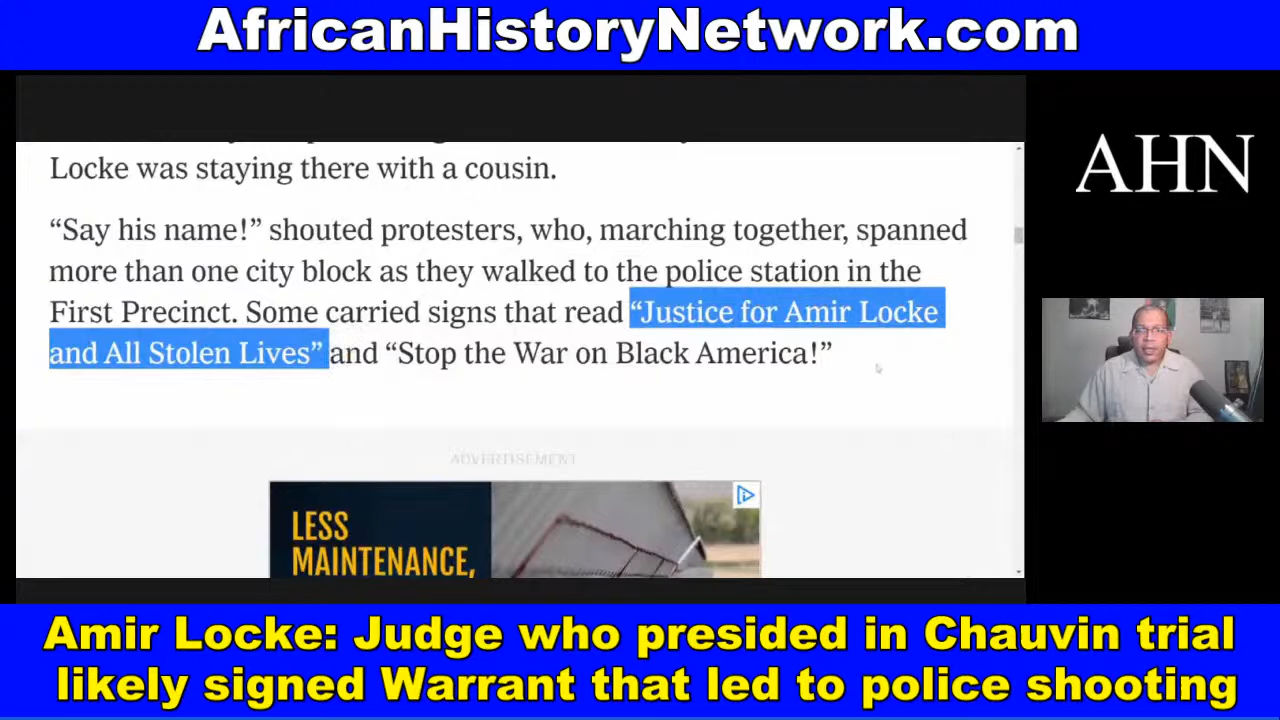 AfricanHistoryNetwork.com
AHN
Locke was staying there with a cousin.
“Say his name!” shouted protesters, who, marching together, spanned
more than one city block as they walked to the police station in the
First Precinct. Some carried signs that read “Justice for Amir Locke
and All Stolen Lives” and “Stop the War on Black America!”
ADVERTISEMENT
LESS
MAINTENANCE,
Amir Locke: Judge who presided in Chauvin trial
likely signed Warrant that led to police shooting